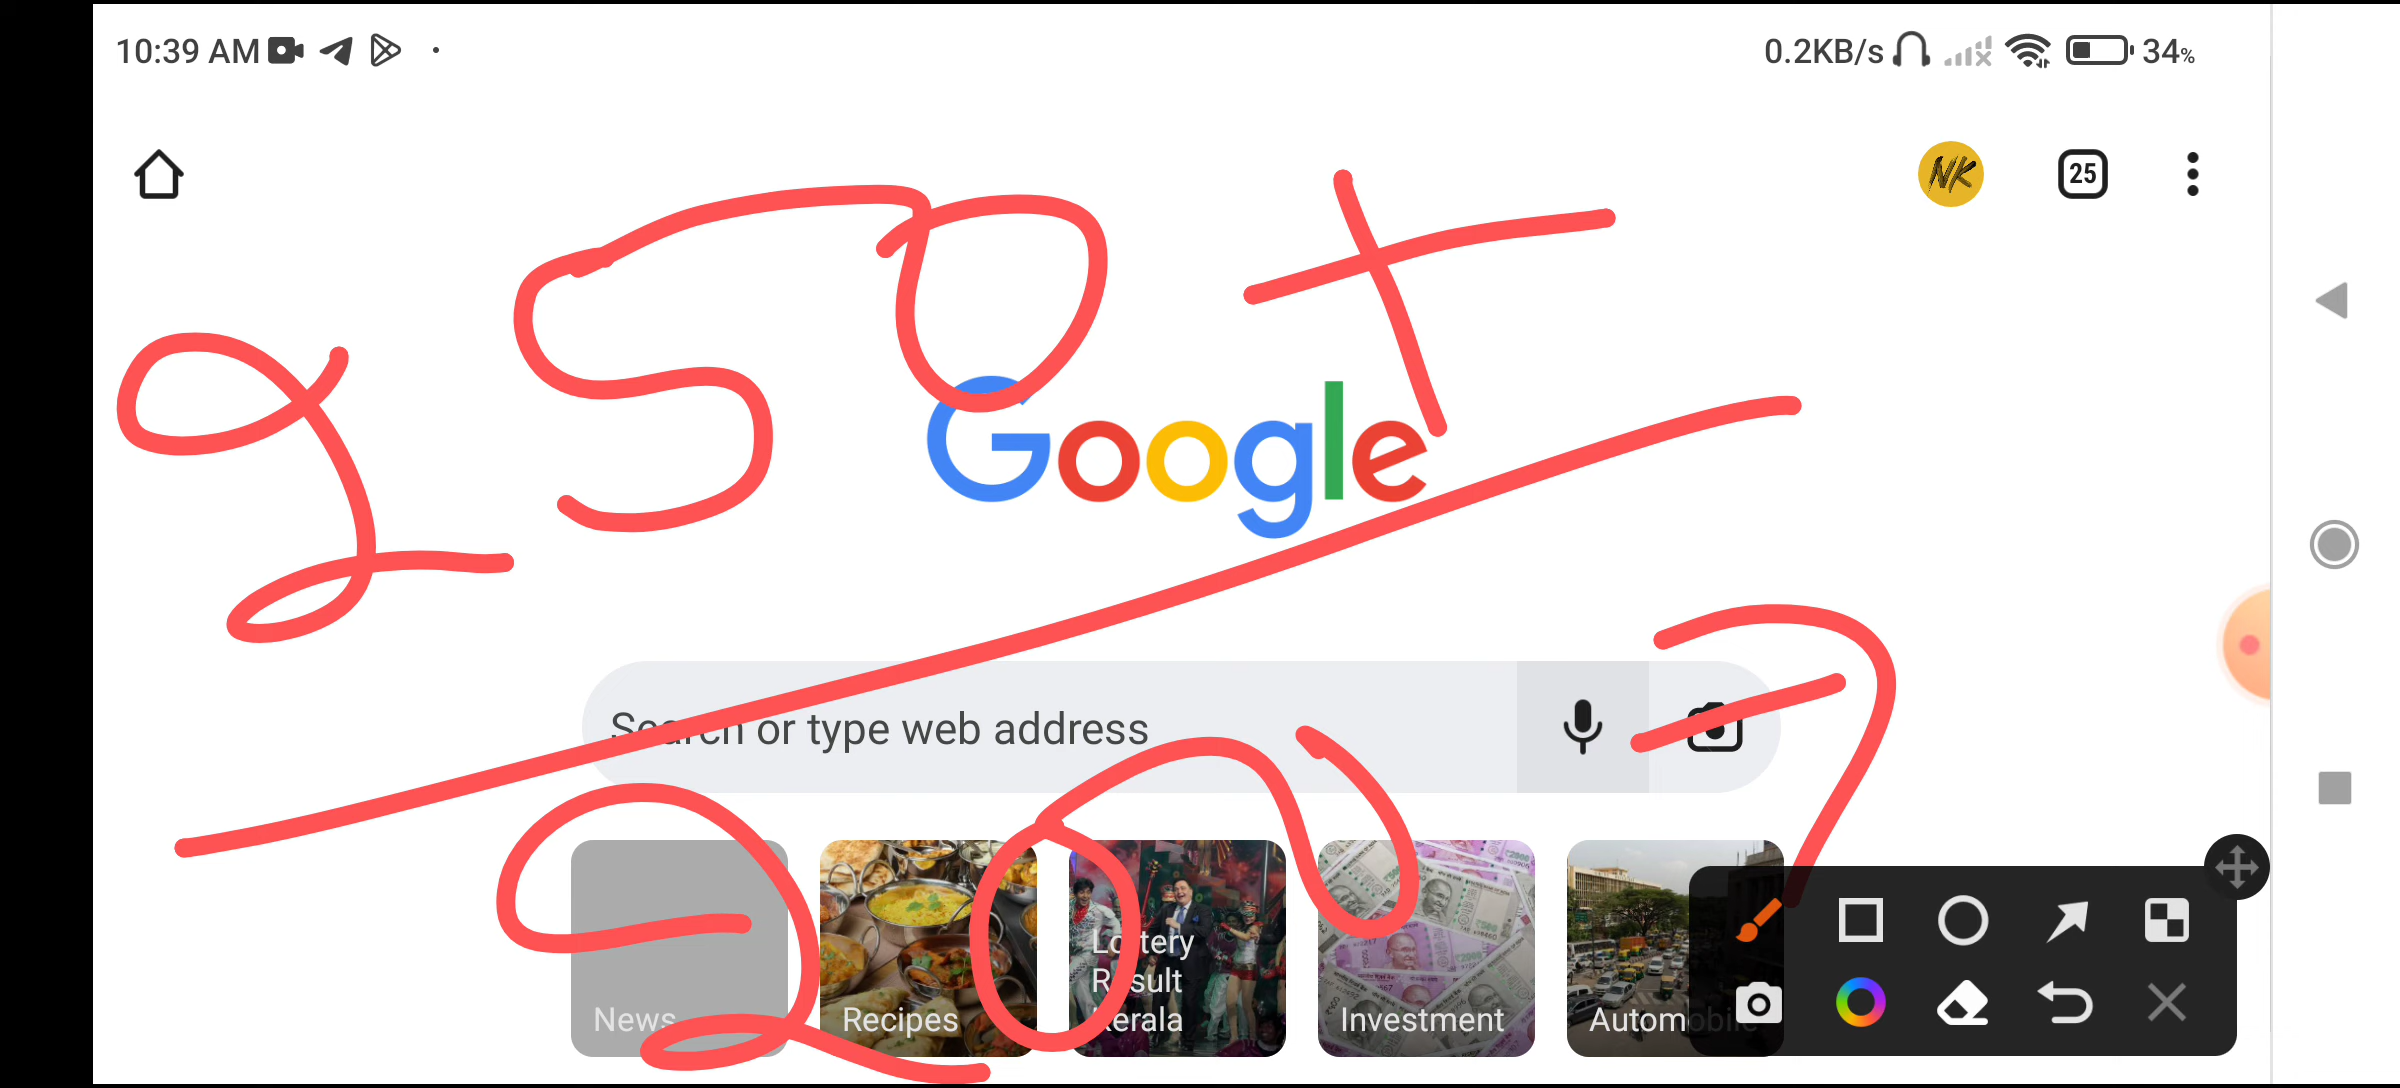 10:39 AM 0.2KB/s 34%
NK 25
250+
Google
Search or type web address
News Recipes Lottery Result Kerala Investment Automobile